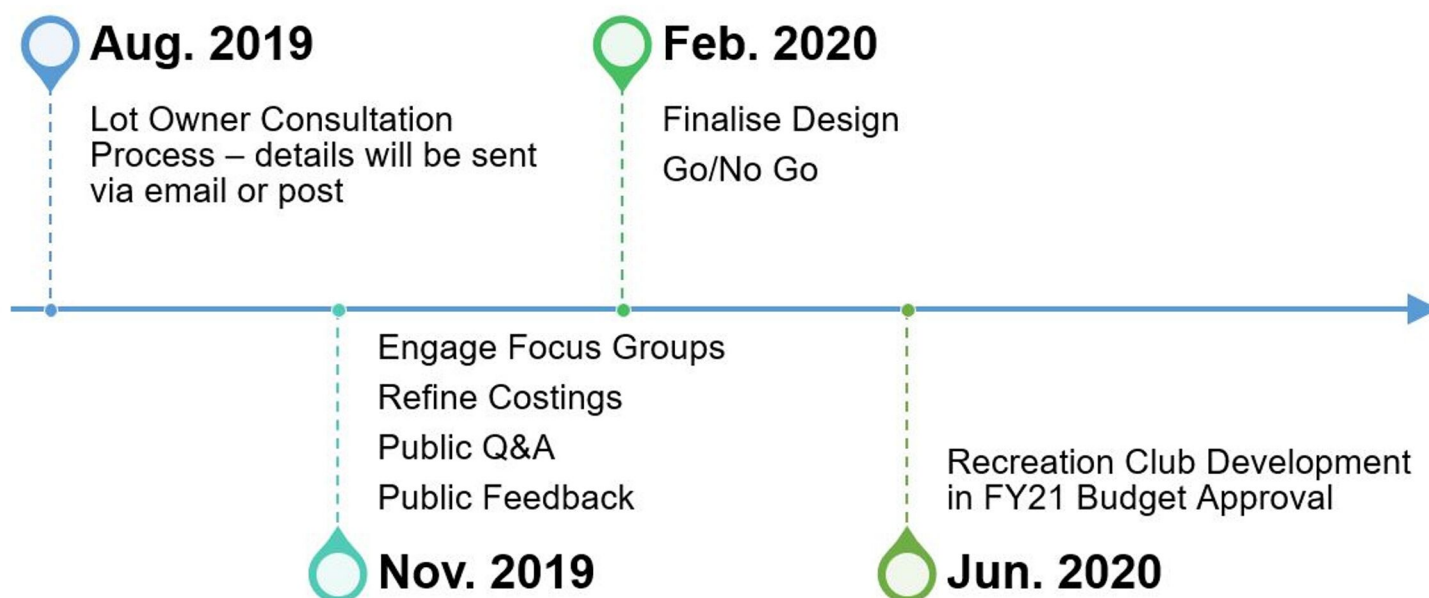 Aug. 2019
Lot Owner Consultation
Process – details will be sent
via email or post
Feb. 2020
Finalise Design
Go/No Go
Engage Focus Groups
Refine Costings
Public Q&A
Public Feedback
Nov. 2019
Recreation Club Development
in FY21 Budget Approval
Jun. 2020